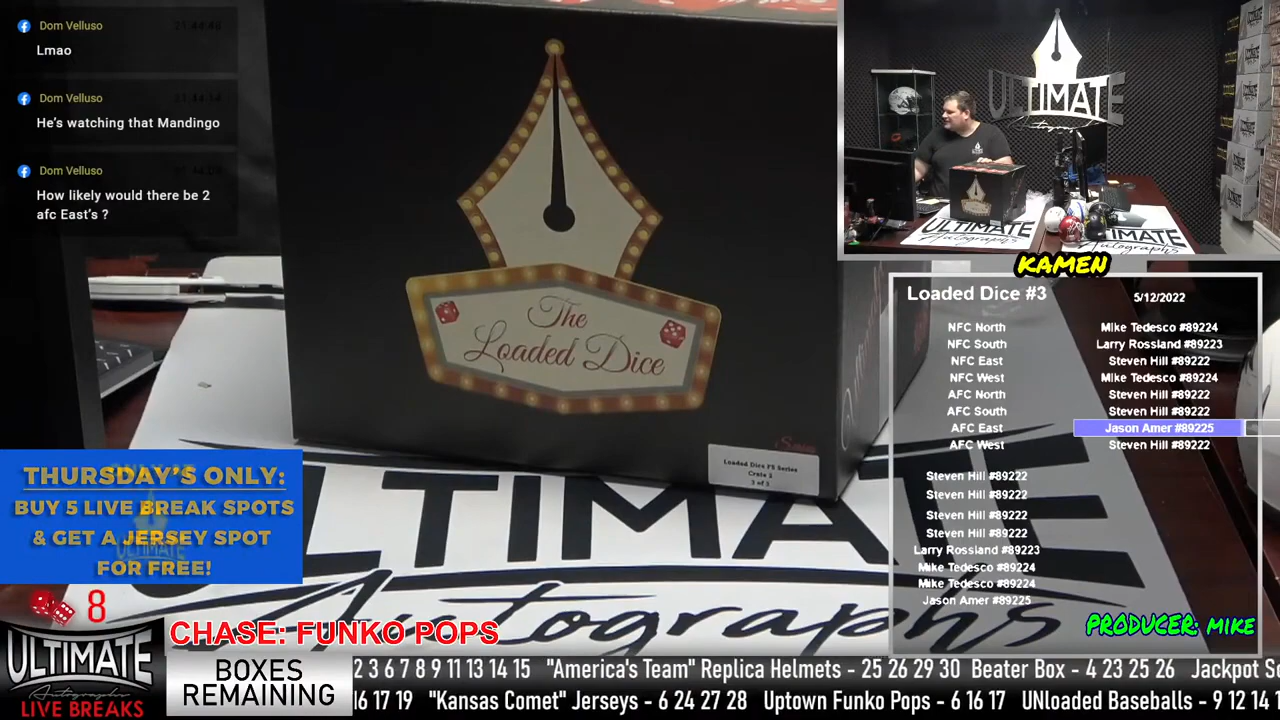 Dom Velluso
Lmao
Dom Velluso
He's watching that Mandingo
Dom Velluso
How likely would there be 2
afc East's ?
The
Loaded Dice
Loaded Dice FS Series
Crate 3
3 of 3
ULTIMATE
ULTIMATE
Autographs
ULTIMATE
Autographs
KAMEN
Loaded Dice #3 5/12/2022
NFC North Mike Tedesco #89224
NFC South Larry Rossland #89223
NFC East Steven Hill #89222
NFC West Mike Tedesco #89224
AFC North Steven Hill #89222
AFC South Steven Hill #89222
AFC East Jason Amer #89225
AFC West Steven Hill #89222
Steven Hill #89222
Steven Hill #89222
Steven Hill #89222
Steven Hill #89222
Larry Rossland #89223
Mike Tedesco #89224
Mike Tedesco #89224
Jason Amer #89225
PRODUCER: MIKE
THURSDAY'S ONLY:
BUY 5 LIVE BREAK SPOTS
& GET A JERSEY SPOT
FOR FREE!
8
CHASE: FUNKO POPS
ULTIMATE
Autographs
LIVE BREAKS
BOXES
REMAINING
2 3 6 7 8 9 11 13 14 15 "America's Team" Replica Helmets - 25 26 29 30 Beater Box - 4 23 25 26 Jackpot
16 17 19 "Kansas Comet" Jerseys - 6 24 27 28 Uptown Funko Pops - 6 16 17 UNloaded Baseballs - 9 12 14